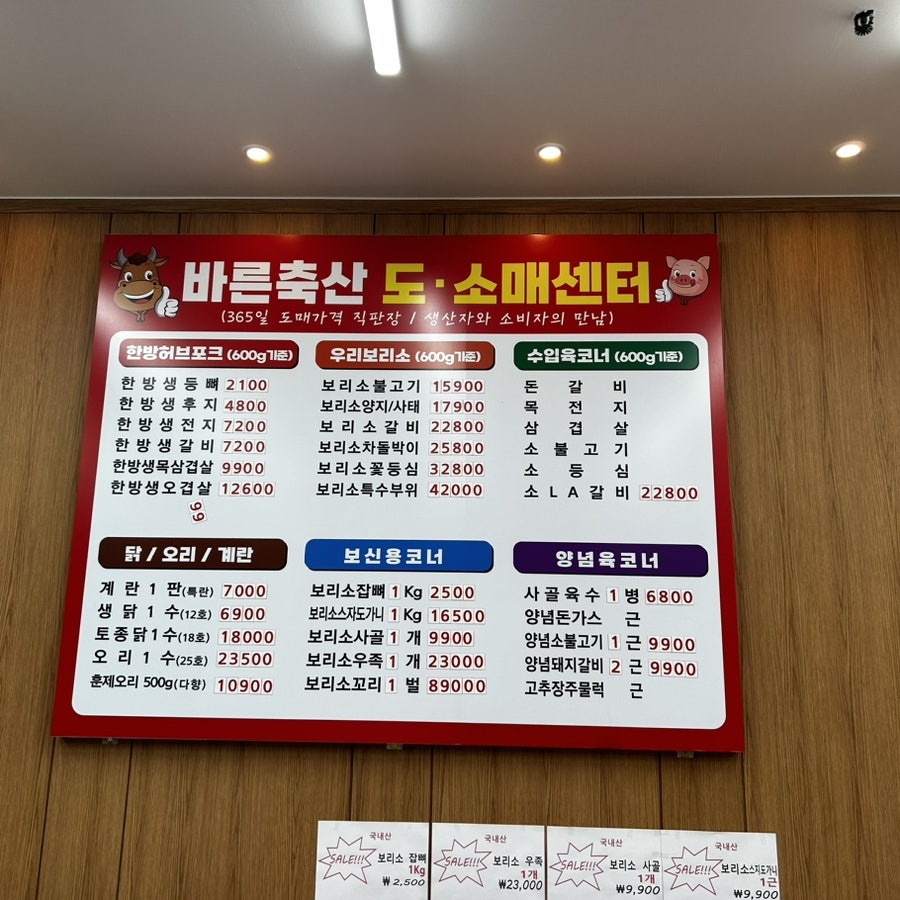 바른축산 도·소매센터
(365일 도매가격 직판장 / 생산자와 소비자의 만남)
한방허브포크 (600g기준)
한방생등뼈 2100
한방생후지 4800
한방생전지 7200
한방생갈비 7200
한방생목삼겹살 9900
한방생오겹살 12600
99
우리보리소 (600g기준)
보리소불고기 15900
보리소양지/사태 17900
보리소갈비 22800
보리소차돌박이 25800
보리소꽃등심 32800
보리소특수부위 42000
수입육코너 (600g기준)
돈갈비
목전지
삼겹살
소불고기
소등심
소LA갈비 22800
닭/오리/계란
계란1판(특란) 7000
생닭1수(12호) 6900
토종닭1수(18호) 18000
오리1수(25호) 23500
훈제오리 500g(다향) 10900
보신용코너
보리소잡뼈 1 Kg 2500
보리소스지도가니 1 Kg 16500
보리소사골 1 개 9900
보리소우족 1 개 23000
보리소꼬리 1 벌 89000
양념육코너
사골육수 1 병 6800
양념돈가스 근
양념소불고기 1 근 9900
양념돼지갈비 2 근 9900
고추장주물럭 근
국내산
SALE!!!
보리소 잡뼈
1Kg
₩2,500
국내산
SALE!!!
보리소 우족
1개
₩23,000
국내산
SALE!!!
보리소 사골
1개
₩9,900
국내산
SALE!!!
보리소스지도가니
1근
₩9,900